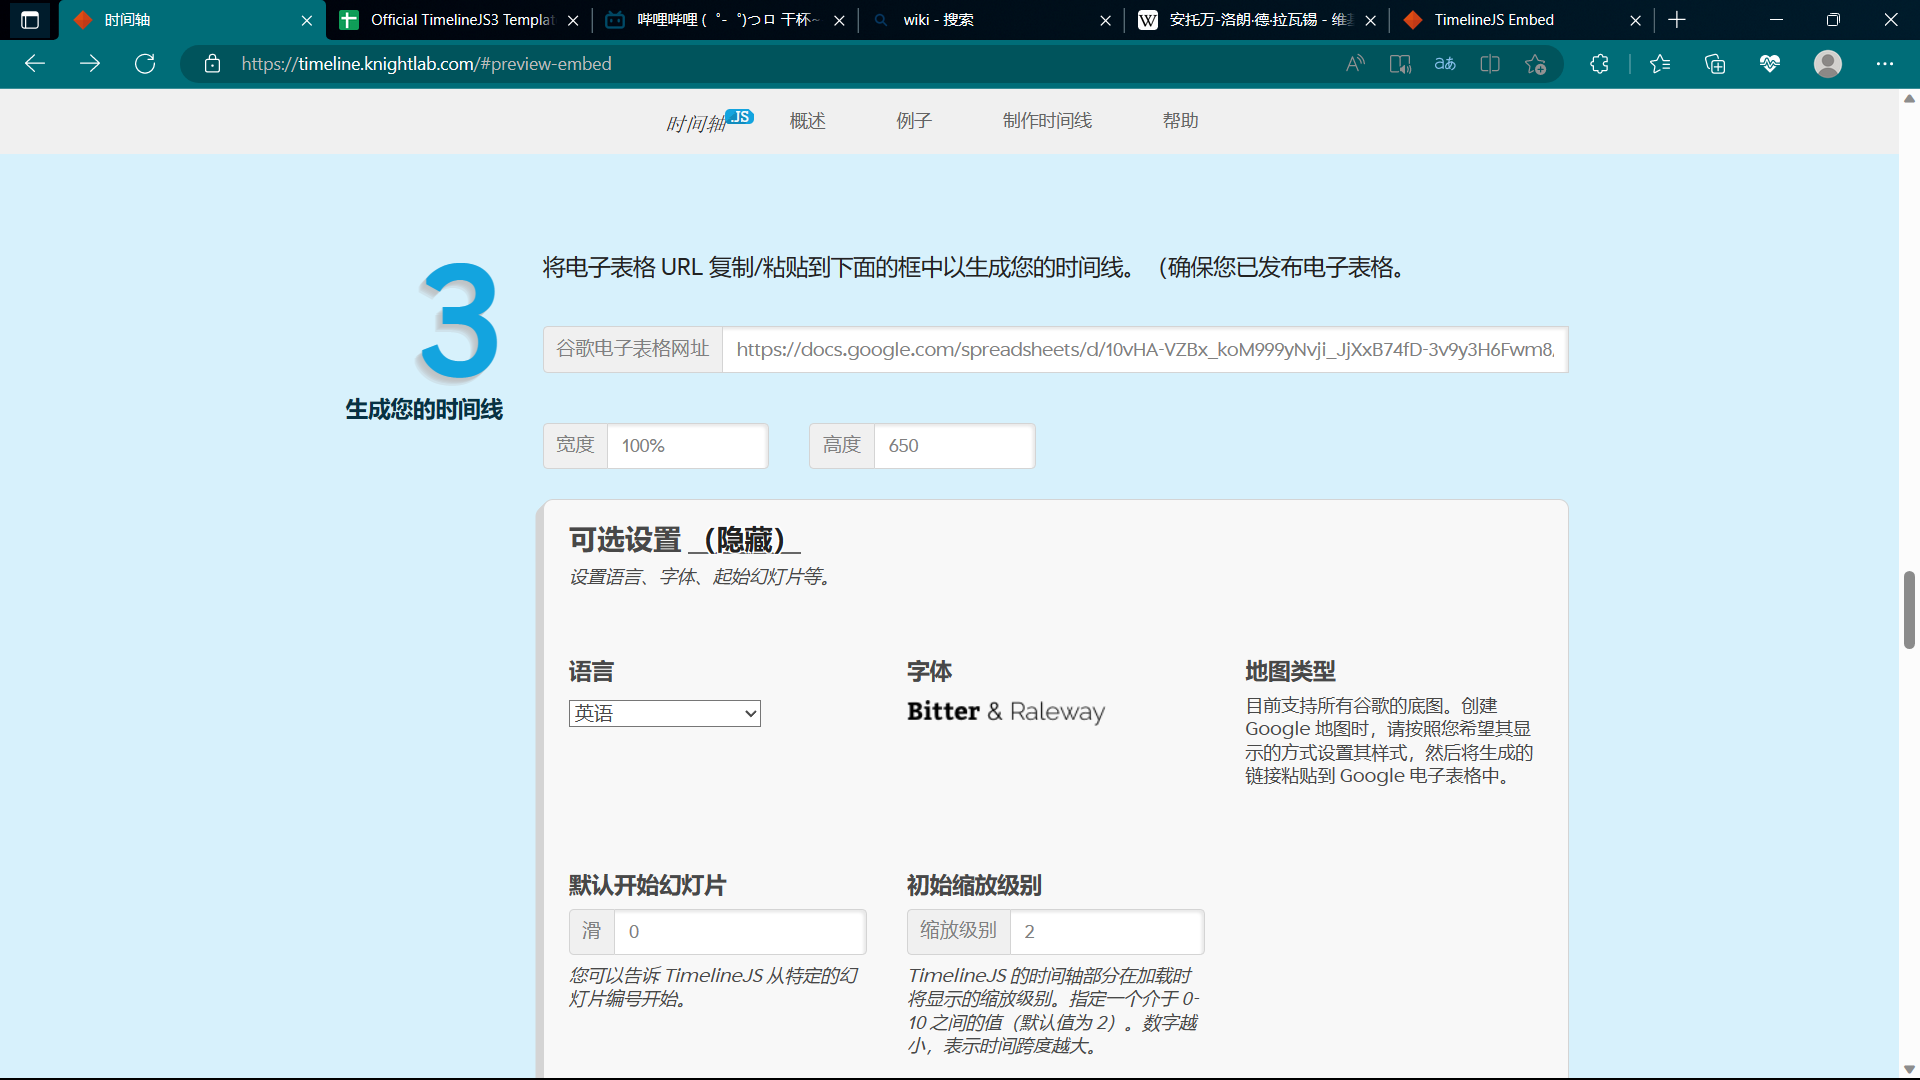 时间轴
Official TimelineJS3 Templat
哔哩哔哩 (゜-゜)つロ 干杯~
wiki - 搜索
安托万-洛朗·德·拉瓦锡 - 维基
TimelineJS Embed
https://timeline.knightlab.com/#preview-embed
时间轴JS
概述
例子
制作时间线
帮助
3
生成您的时间线
将电子表格 URL 复制/粘贴到下面的框中以生成您的时间线。（确保您已发布电子表格。
谷歌电子表格网址
https://docs.google.com/spreadsheets/d/10vHA-VZBx_koM999yNvji_JjXxB74fD-3v9y3H6Fwm8,
宽度 100%
高度 650
可选设置 （隐藏）
设置语言、字体、起始幻灯片等。
语言
英语
字体
Bitter & Raleway
地图类型
目前支持所有谷歌的底图。创建
Google 地图时，请按照您希望其显
示的方式设置其样式，然后将生成的
链接粘贴到 Google 电子表格中。
默认开始幻灯片
滑 0
您可以告诉 TimelineJS 从特定的幻
灯片编号开始。
初始缩放级别
缩放级别 2
TimelineJS 的时间轴部分在加载时
将显示的缩放级别。指定一个介于 0-
10 之间的值（默认值为 2）。数字越
小，表示时间跨度越大。